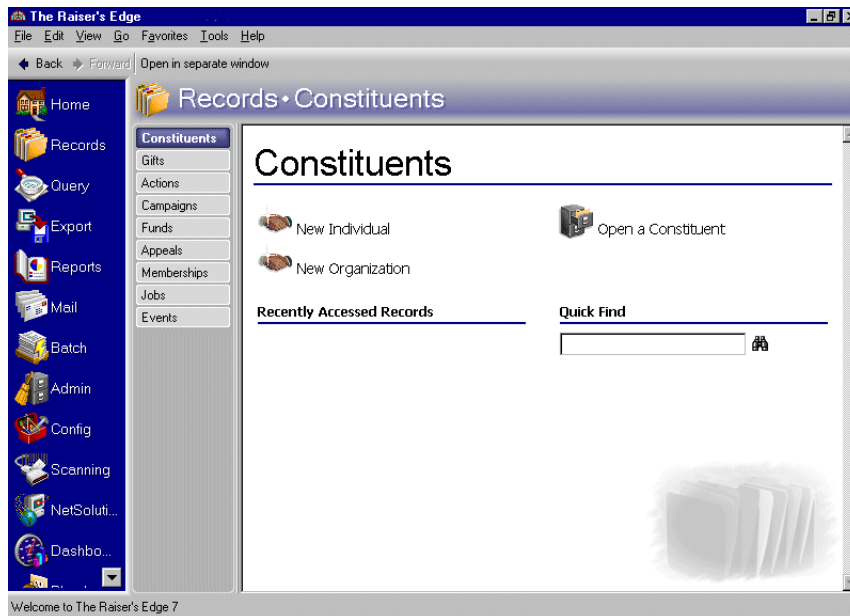 The Raiser's Edge
File Edit View Go Favorites Tools Help
Back Forward Open in separate window
Records • Constituents
Home
Records
Query
Export
Reports
Mail
Batch
Admin
Config
Scanning
NetSoluti...
Dashbo...
Constituents
Gifts
Actions
Campaigns
Funds
Appeals
Memberships
Jobs
Events
Constituents
New Individual
Open a Constituent
New Organization
Recently Accessed Records
Quick Find
Welcome to The Raiser's Edge 7